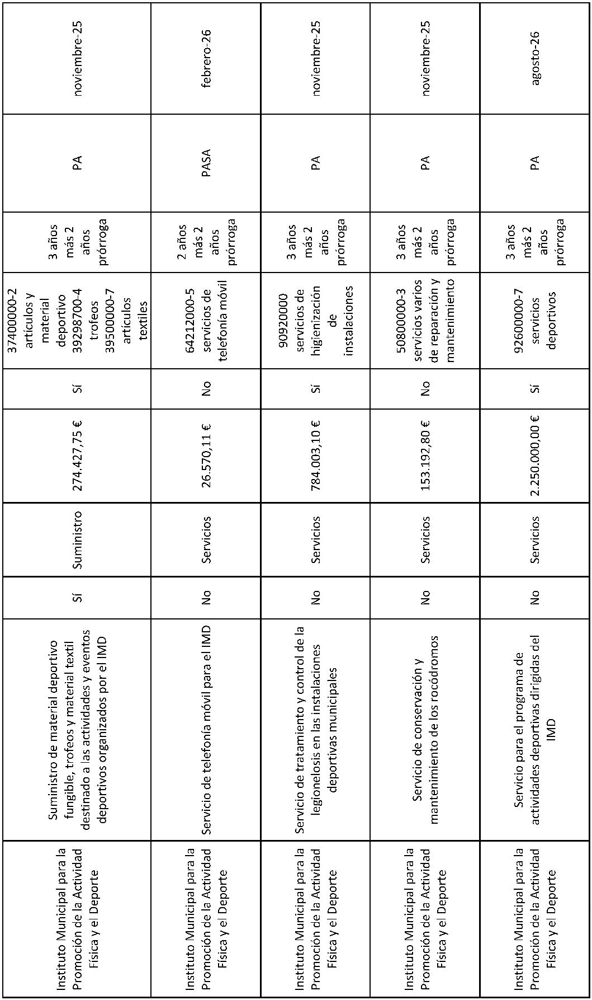 Instituto Municipal para la
Promoción de la Actividad
Física y el Deporte
Suministro de material deportivo
fungible, trofeos y material textil
destinado a las actividades y eventos
deportivos organizados por el IMD
Sí
Suministro
274.427,75 €
Sí
37400000-2
artículos y
material
deportivo
39298700-4
trofeos
39500000-7
artículos
textiles
3 años
más 2
años
prórroga
PA
noviembre-25
Instituto Municipal para la
Promoción de la Actividad
Física y el Deporte
Servicio de telefonía móvil para el IMD
No
Servicios
26.570,11 €
No
64212000-5
servicios de
telefonía móvil
2 años
más 2
años
prórroga
PASA
febrero-26
Instituto Municipal para la
Promoción de la Actividad
Física y el Deporte
Servicio de tratamiento y control de la
legionelosis en las instalaciones
deportivas municipales
No
Servicios
784.003,10 €
Sí
90920000
servicios de
higienización
de
instalaciones
3 años
más 2
años
prórroga
PA
noviembre-25
Instituto Municipal para la
Promoción de la Actividad
Física y el Deporte
Servicio de conservación y
mantenimiento de los rocódromos
No
Servicios
153.192,80 €
No
50800000-3
servicios varios
de reparación y
mantenimiento
3 años
más 2
años
prórroga
PA
noviembre-25
Instituto Municipal para la
Promoción de la Actividad
Física y el Deporte
Servicio para el programa de
actividades deportivas dirigidas del
IMD
No
Servicios
2.250.000,00 €
Sí
92600000-7
servicios
deportivos
3 años
más 2
años
prórroga
PA
agosto-26